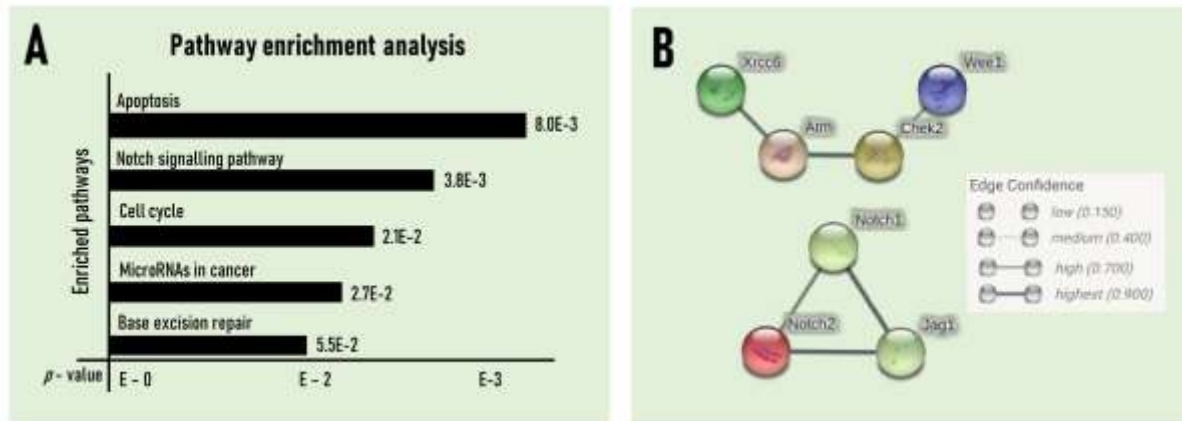 A
Pathway enrichment analysis
Enriched pathways
Apoptosis
8.0E-3
Notch signalling pathway
3.8E-3
Cell cycle
2.1E-2
MicroRNAs in cancer
2.7E-2
Base excision repair
5.5E-2
p - value E - 0 E - 2 E-3
B
Xrcc6
Wee1
Atm
Chek2
Notch1
Notch2
Jag1
Edge Confidence
low (0.150)
medium (0.400)
high (0.700)
highest (0.900)